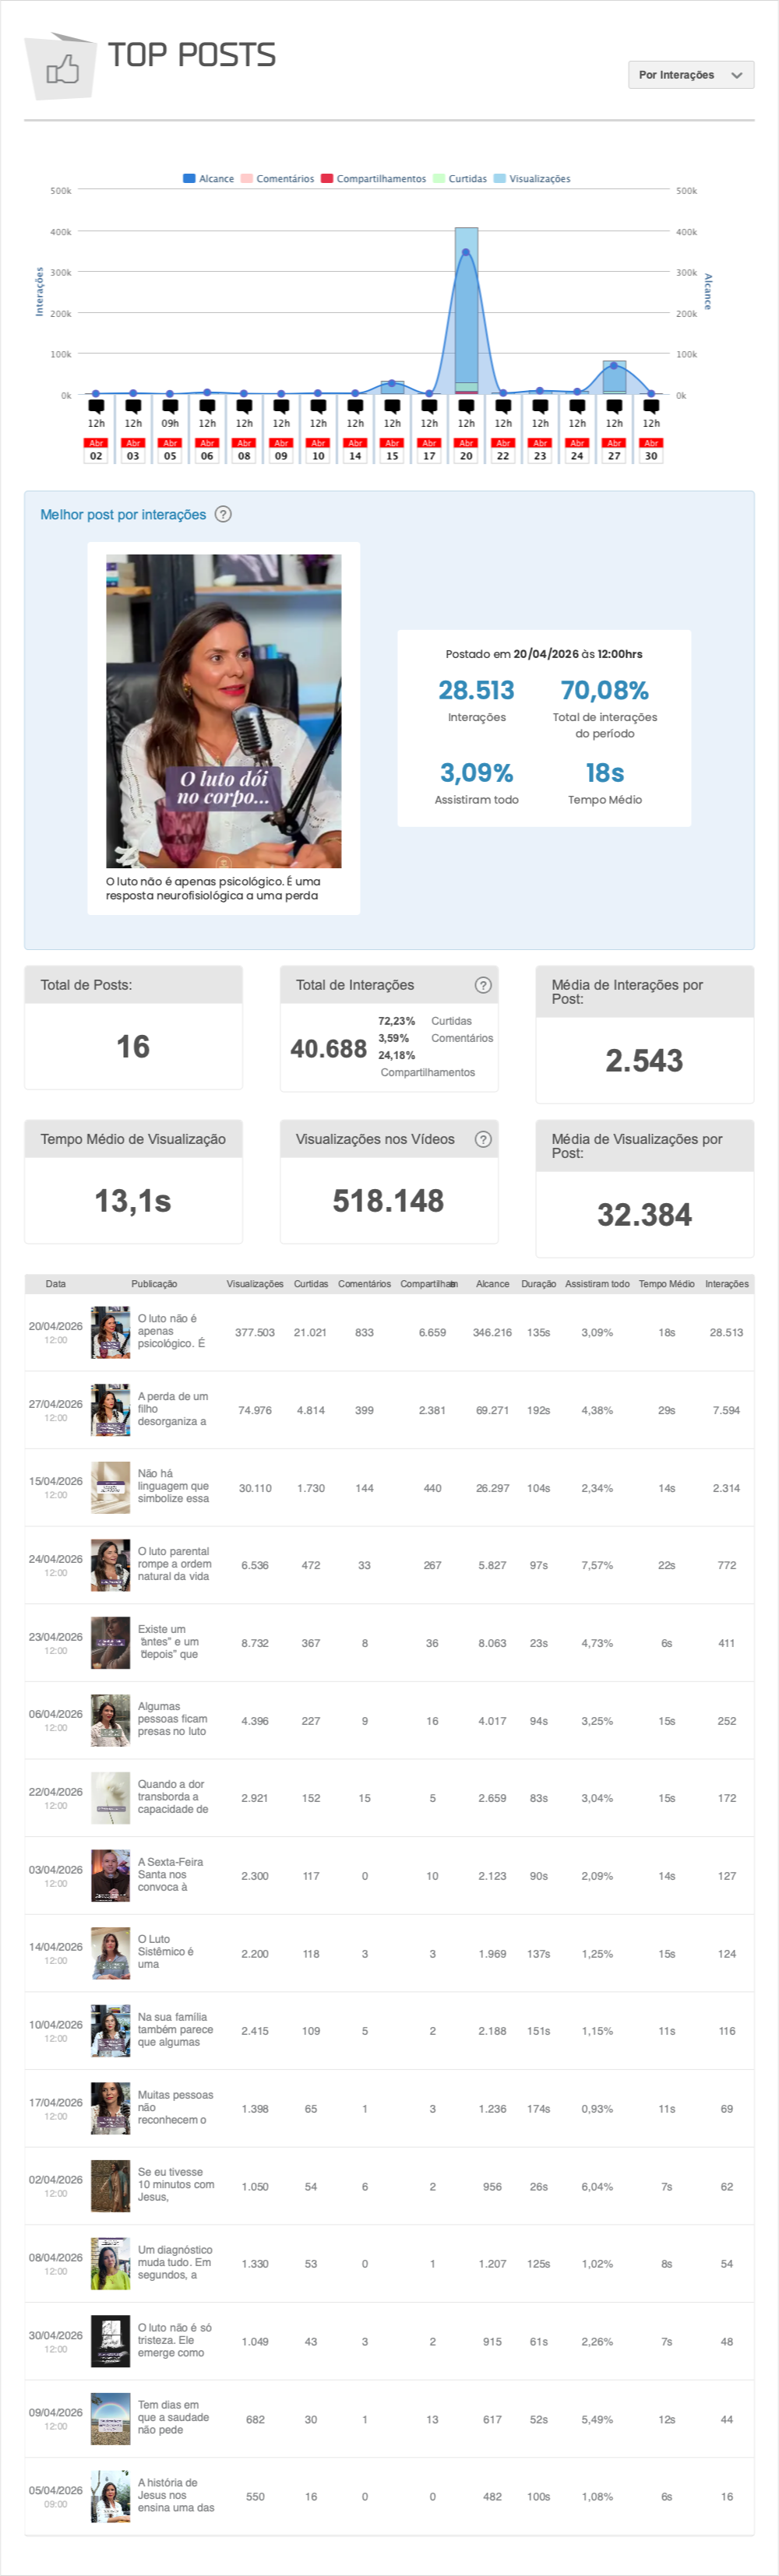 TOP POSTS
Por Interações
Alcance Comentários Compartilhamentos Curtidas Visualizações
500k 500k
400k 400k
300k 300k
200k 200k
100k 100k
0k 0k
Interações
Alcance
12h 12h 09h 12h 12h 12h 12h 12h 12h 12h 12h 12h 12h 12h 12h 12h
Abr Abr Abr Abr Abr Abr Abr Abr Abr Abr Abr Abr Abr Abr Abr Abr
02 03 05 06 08 09 10 14 15 17 20 22 23 24 27 30
Melhor post por interações ?
O luto dói
no corpo...
O luto não é apenas psicológico. É uma
resposta neurofisiológica a uma perda
Postado em 20/04/2026 às 12:00hrs
28.513 70,08%
Interações Total de interações
do período
3,09% 18s
Assistiram todo Tempo Médio
Total de Posts:
16
Total de Interações ?
40.688
72,23% Curtidas
3,59% Comentários
24,18%
Compartilhamentos
Média de Interações por
Post:
2.543
Tempo Médio de Visualização
13,1s
Visualizações nos Vídeos ?
518.148
Média de Visualizações por
Post:
32.384
Data Publicação Visualizações Curtidas Comentários Alcance Duração Assistiram todo Tempo Médio Interações
20/04/2026
12:00
O luto não é
apenas
psicológico. É
377.503 21.021 833 6.659 346.216 135s 3,09% 18s 28.513
27/04/2026
12:00
A perda de um
filho
desorganiza a
74.976 4.814 399 2.381 69.271 192s 4,38% 29s 7.594
15/04/2026
12:00
Não há
linguagem que
simbolize essa
30.110 1.730 144 440 26.297 104s 2,34% 14s 2.314
24/04/2026
12:00
O luto parental
rompe a ordem
natural da vida
6.536 472 33 267 5.827 97s 7,57% 22s 772
23/04/2026
12:00
Existe um
“antes” e um
“depois” que
8.732 367 8 36 8.063 23s 4,73% 6s 411
06/04/2026
12:00
Algumas
pessoas ficam
presas no luto
4.396 227 9 16 4.017 94s 3,25% 15s 252
22/04/2026
12:00
Quando a dor
transborda a
capacidade de
2.921 152 15 5 2.659 83s 3,04% 15s 172
03/04/2026
12:00
A Sexta-Feira
Santa nos
convoca à
2.300 117 0 10 2.123 90s 2,09% 14s 127
14/04/2026
12:00
O Luto
Sistêmico é
uma
2.200 118 3 3 1.969 137s 1,25% 15s 124
10/04/2026
12:00
Na sua família
também parece
que algumas
2.415 109 5 2 2.188 151s 1,15% 11s 116
17/04/2026
12:00
Muitas pessoas
não
reconhecem o
1.398 65 1 3 1.236 174s 0,93% 11s 69
02/04/2026
12:00
Se eu tivesse
10 minutos com
Jesus,
1.050 54 6 2 956 26s 6,04% 7s 62
08/04/2026
12:00
Um diagnóstico
muda tudo. Em
segundos, a
1.330 53 0 1 1.207 125s 1,02% 8s 54
30/04/2026
12:00
O luto não é só
tristeza. Ele
emerge como
1.049 43 3 2 915 61s 2,26% 7s 48
09/04/2026
12:00
Tem dias em
que a saudade
não pede
682 30 1 13 617 52s 5,49% 12s 44
05/04/2026
09:00
A história de
Jesus nos
ensina uma das
550 16 0 0 482 100s 1,08% 6s 16